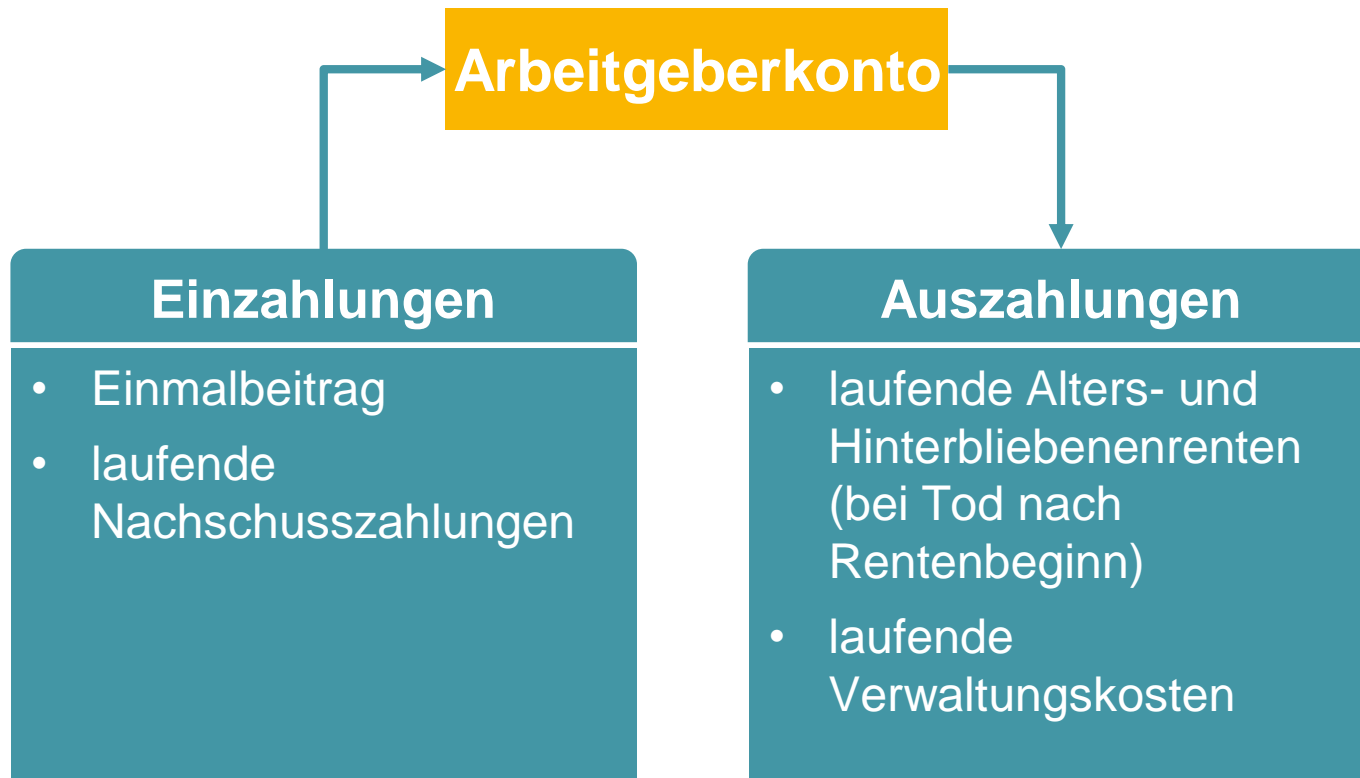 Arbeitgeberkonto
Einzahlungen
• Einmalbeitrag
• laufende
Nachschusszahlungen
Auszahlungen
• laufende Alters- und
Hinterbliebenenrenten
(bei Tod nach
Rentenbeginn)
• laufende
Verwaltungskosten